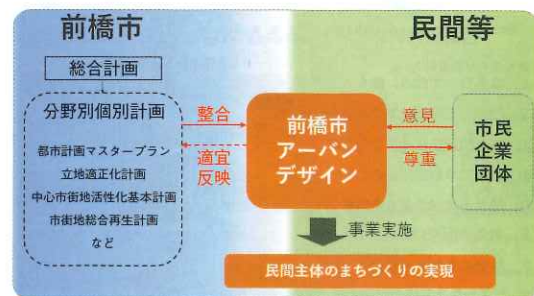 前橋市
民間等
総合計画
分野別個別計画
都市計画マスタープラン
立地適正化計画
中心市街地活性化基本計画
市街地総合再生計画
など
整合
適宜
反映
前橋市
アーバン
デザイン
意見
尊重
市民
企業
団体
事業実施
民間主体のまちづくりの実現